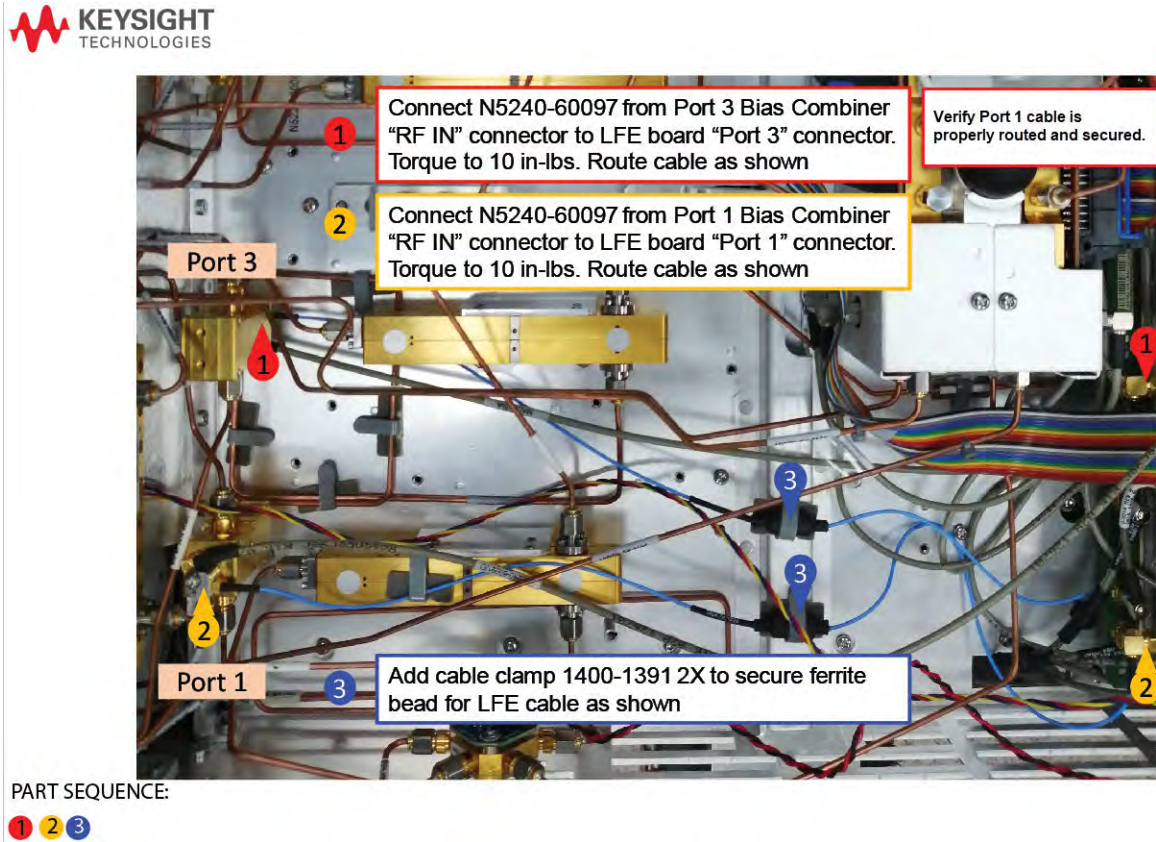 KEYSIGHT
TECHNOLOGIES
1
Connect N5240-60097 from Port 3 Bias Combiner
“RF IN” connector to LFE board “Port 3” connector.
Torque to 10 in-lbs. Route cable as shown
Verify Port 1 cable is
properly routed and secured.
2
Connect N5240-60097 from Port 1 Bias Combiner
“RF IN” connector to LFE board “Port 1” connector.
Torque to 10 in-lbs. Route cable as shown
Port 3
1
1
3
3
2
2
Port 1
3
Add cable clamp 1400-1391 2X to secure ferrite
bead for LFE cable as shown
PART SEQUENCE:
1 2 3